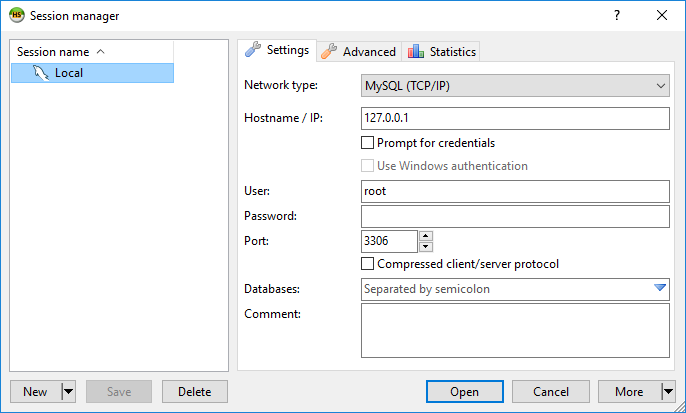 HS Session manager
Session name
Local
Settings Advanced Statistics
Network type: MySQL (TCP/IP)
Hostname / IP: 127.0.0.1
Prompt for credentials
Use Windows authentication
User: root
Password:
Port: 3306
Compressed client/server protocol
Databases: Separated by semicolon
Comment:
New Save Delete Open Cancel More